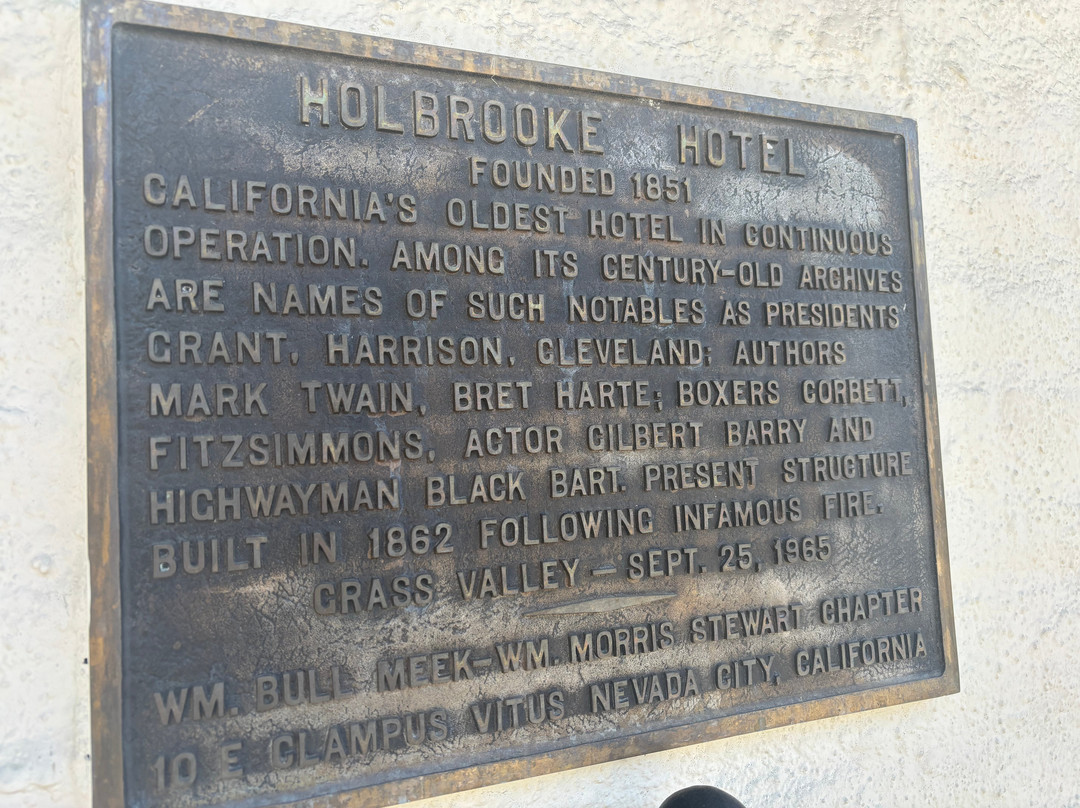 HOLBROOKE HOTEL
FOUNDED 1851
CALIFORNIA'S OLDEST HOTEL IN CONTINUOUS
OPERATION. AMONG ITS CENTURY-OLD ARCHIVES
ARE NAMES OF SUCH NOTABLES AS PRESIDENTS
GRANT, HARRISON, CLEVELAND; AUTHORS
MARK TWAIN, BRET HARTE; BOXERS CORBETT,
FITZSIMMONS, ACTOR GILBERT BARRY AND
HIGHWAYMAN BLACK BART. PRESENT STRUCTURE
BUILT IN 1862 FOLLOWING INFAMOUS FIRE.
GRASS VALLEY - SEPT. 25, 1965
WM. BULL MEEK-WM. MORRIS STEWART CHAPTER
10 E CLAMPUS VITUS NEVADA CITY, CALIFORNIA